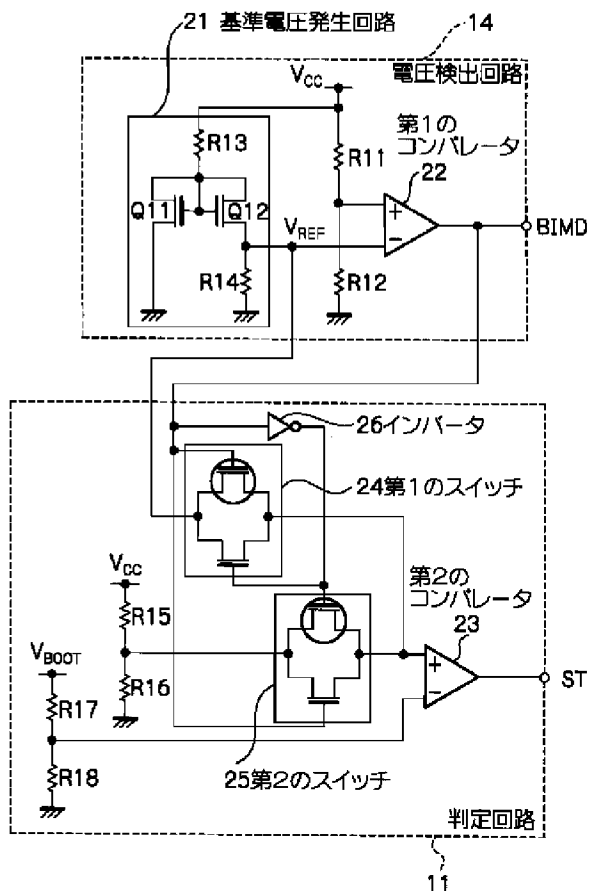 21 基準電圧発生回路
14
電圧検出回路
VCC
第1の
コンパレータ
22
R13
R11
Q11
Q12
VREF
+
−
BIMD
R14
R12
26インバータ
24第1のスイッチ
VCC
第2の
コンパレータ
23
R15
VBOOT
R16
+
−
ST
R17
R18
25第2のスイッチ
判定回路
11